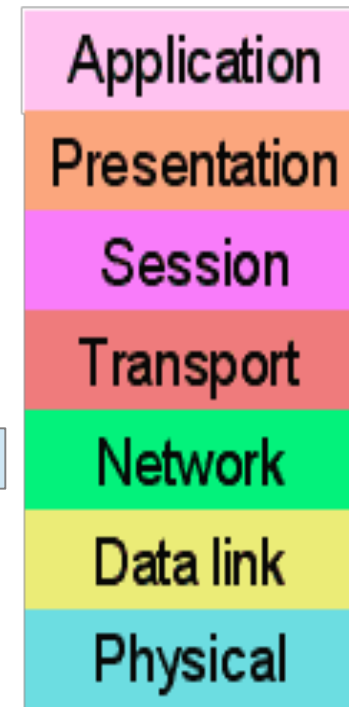 Application
Presentation
Session
Transport
Network
Data link
Physical